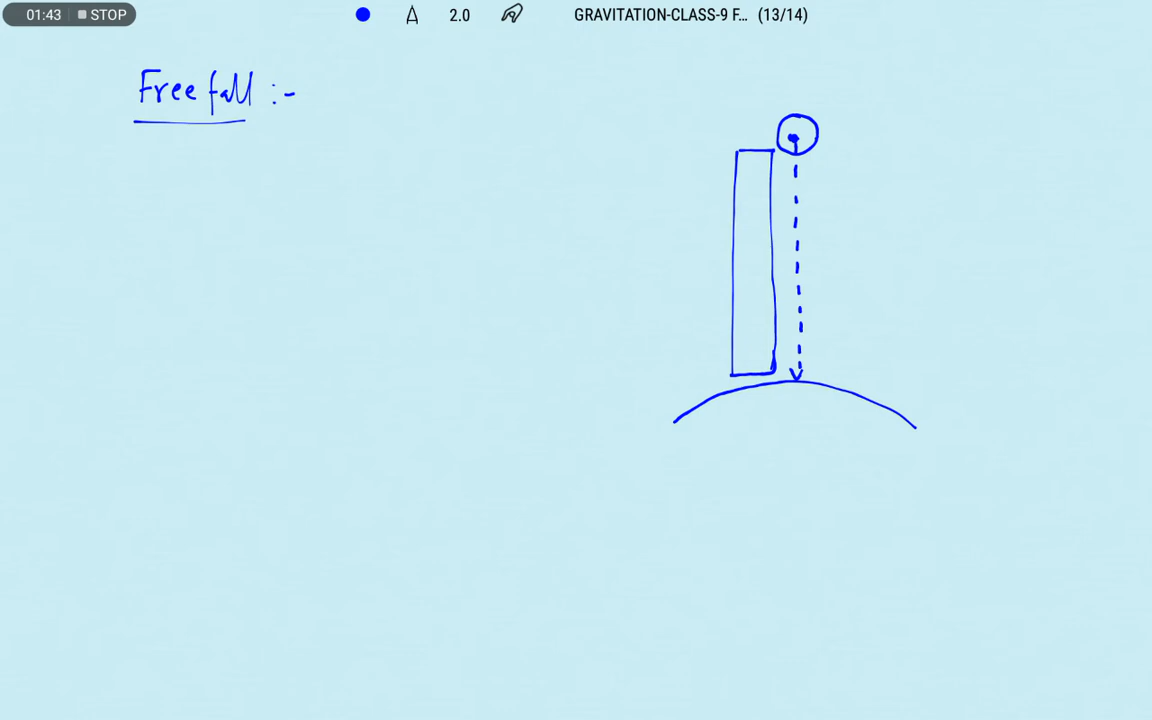 01:43 STOP 2.0 GRAVITATION-CLASS-9 F... (13/14)
Free fall :-